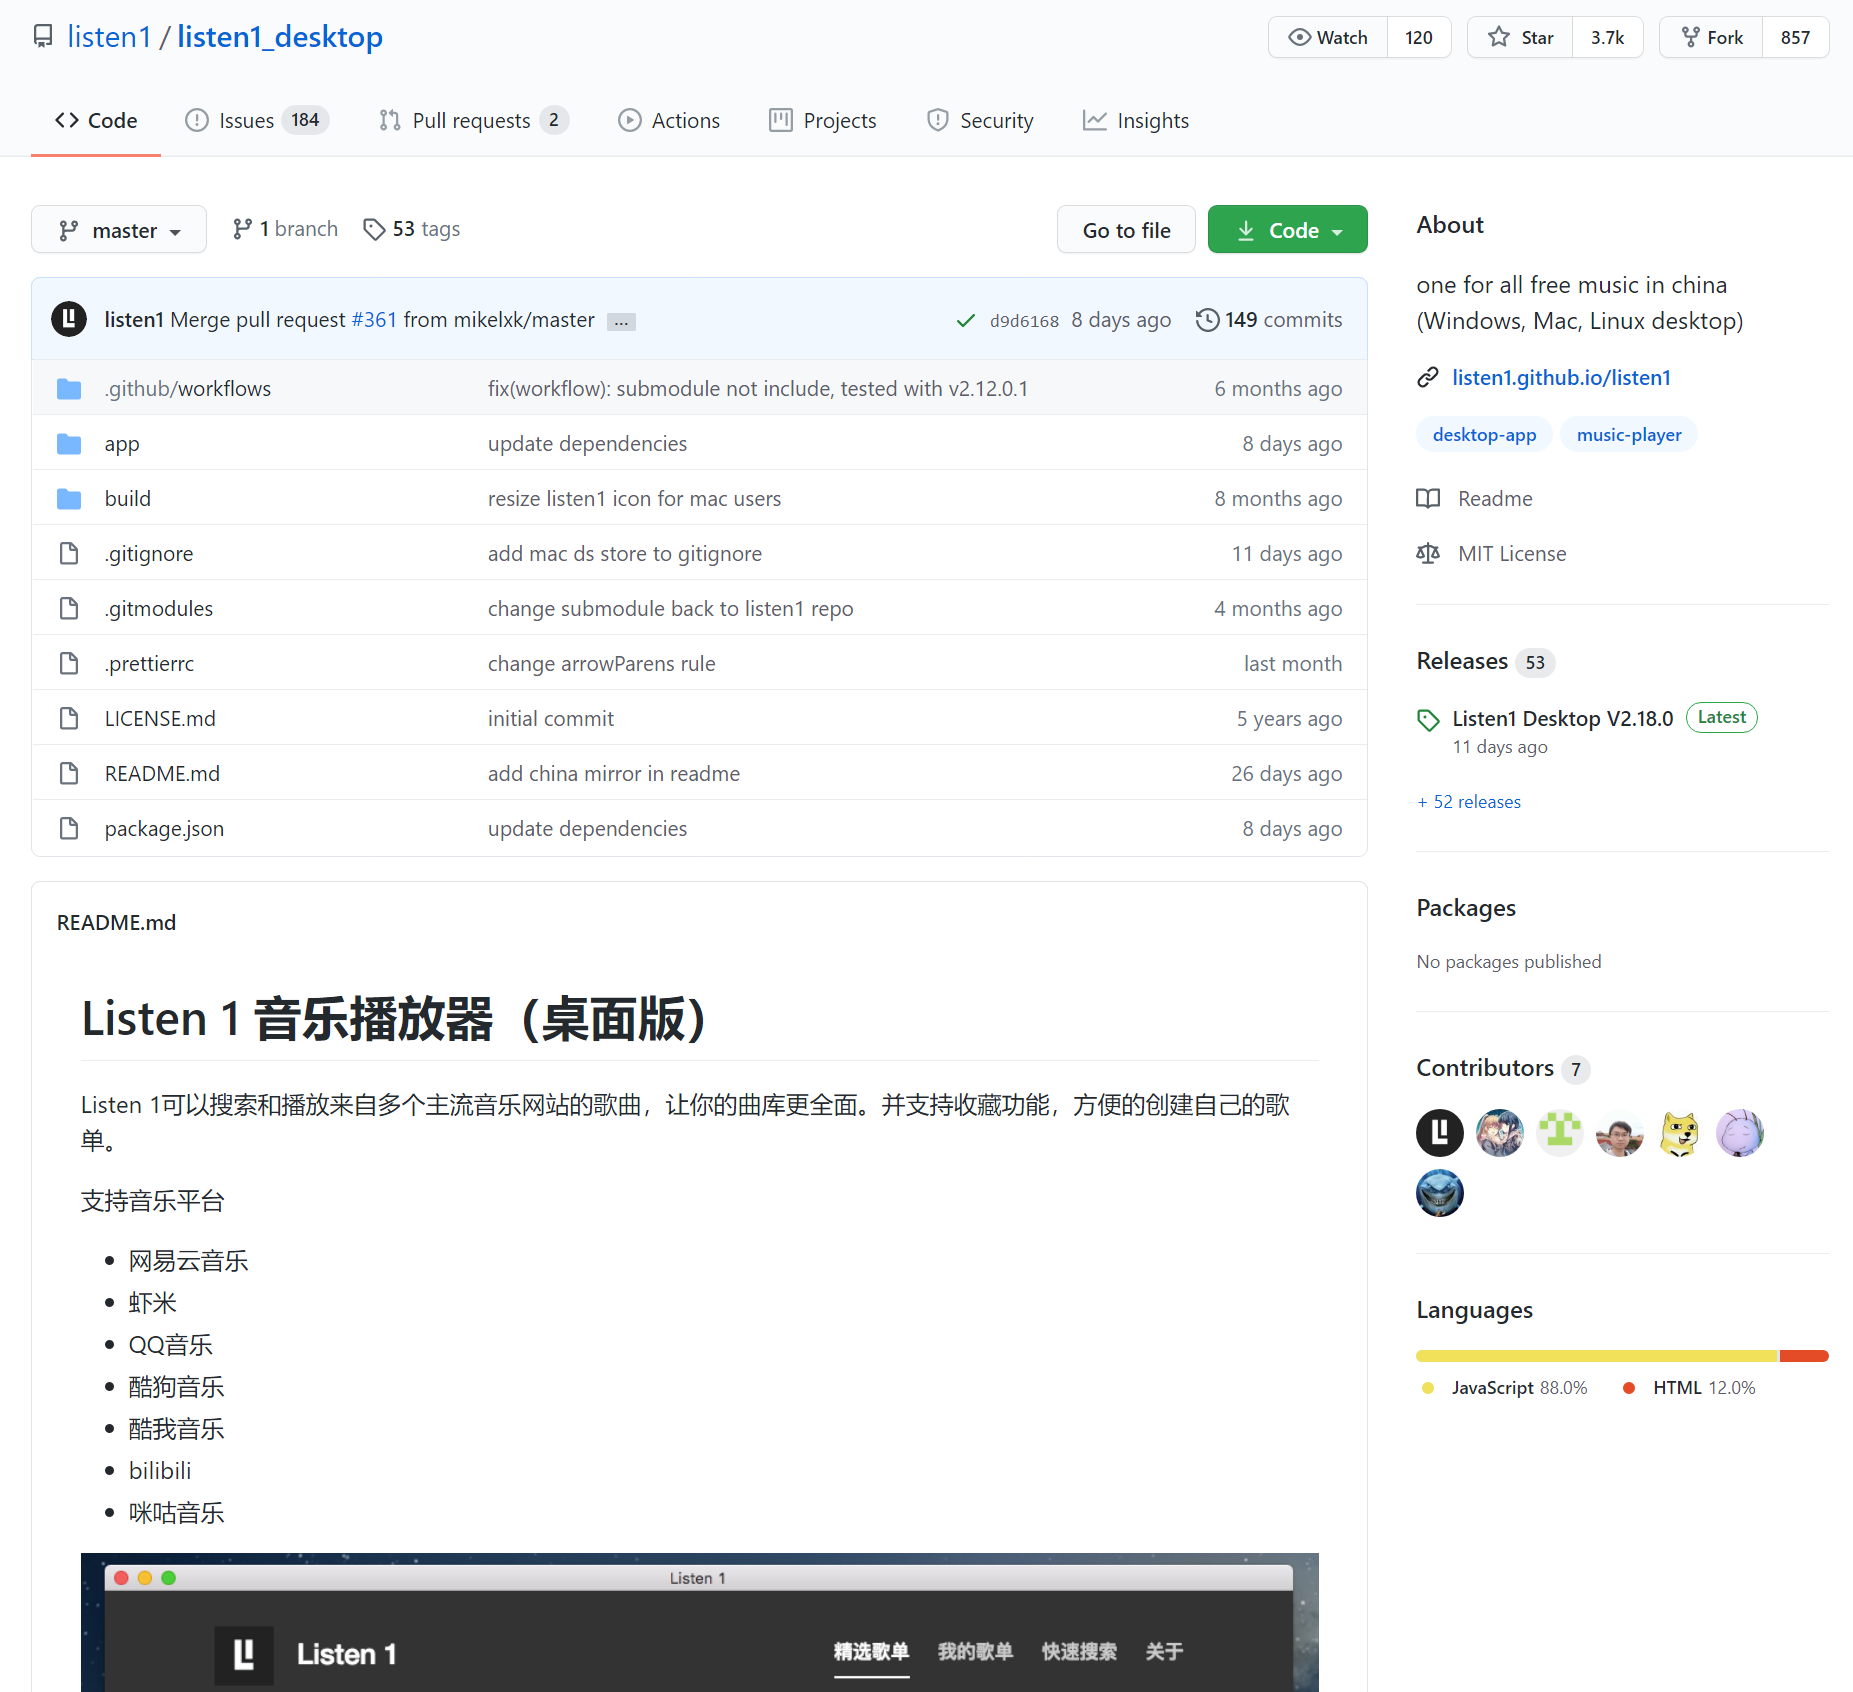 listen1 / listen1_desktop
Watch 120 Star 3.7k Fork 857
Code Issues 184 Pull requests 2 Actions Projects Security Insights
master 1 branch 53 tags Go to file Code
listen1 Merge pull request #361 from mikelxk/master ... d9d6168 8 days ago 149 commits
.github/workflows fix(workflow): submodule not include, tested with v2.12.0.1 6 months ago
app update dependencies 8 days ago
build resize listen1 icon for mac users 8 months ago
.gitignore add mac ds store to gitignore 11 days ago
.gitmodules change submodule back to listen1 repo 4 months ago
.prettierrc change arrowParens rule last month
LICENSE.md initial commit 5 years ago
README.md add china mirror in readme 26 days ago
package.json update dependencies 8 days ago
README.md
Listen 1 音乐播放器（桌面版）
Listen 1可以搜索和播放来自多个主流音乐网站的歌曲，让你的曲库更全面。并支持收藏功能，方便的创建自己的歌
单。
支持音乐平台
网易云音乐
虾米
QQ音乐
酷狗音乐
酷我音乐
bilibili
咪咕音乐
Listen 1
Listen 1 精选歌单 我的歌单 快速搜索 关于
About
one for all free music in china
(Windows, Mac, Linux desktop)
listen1.github.io/listen1
desktop-app music-player
Readme
MIT License
Releases 53
Listen1 Desktop V2.18.0 Latest
11 days ago
+ 52 releases
Packages
No packages published
Contributors 7
Languages
JavaScript 88.0% HTML 12.0%